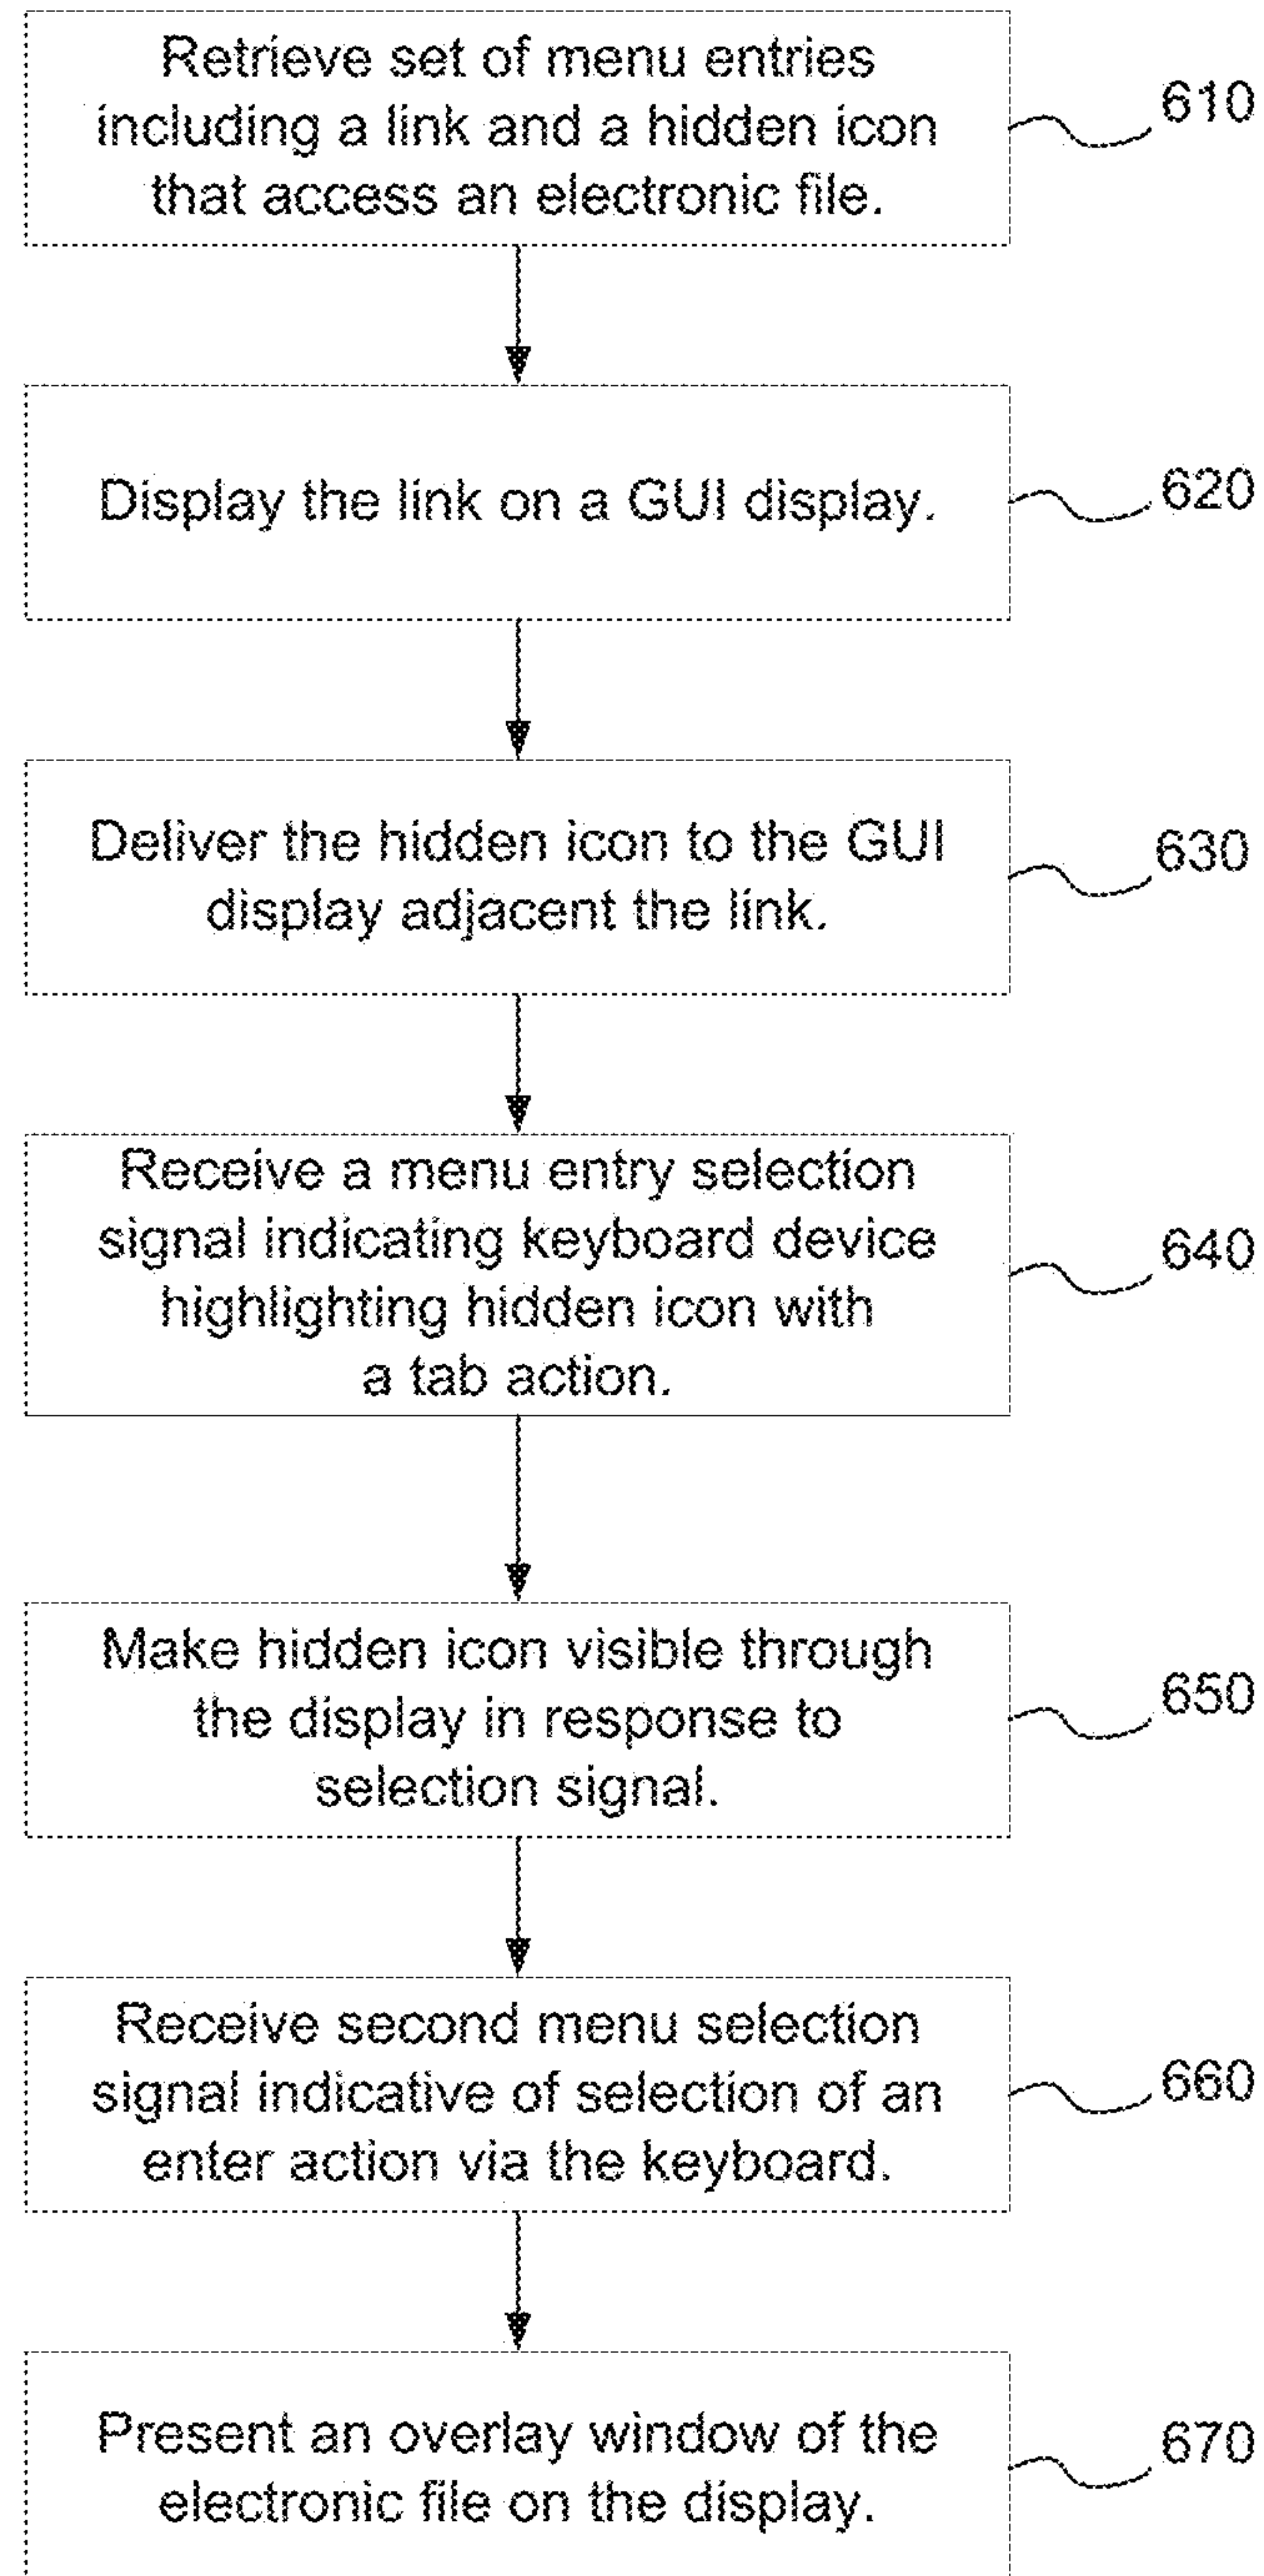 Retrieve set of menu entries
including a link and a hidden icon
that access an electronic file.
610
Display the link on a GUI display.
620
Deliver the hidden icon to the GUI
display adjacent the link.
630
Receive a menu entry selection
signal indicating keyboard device
highlighting hidden icon with
a tab action.
640
Make hidden icon visible through
the display in response to
selection signal.
650
Receive second menu selection
signal indicative of selection of an
enter action via the keyboard.
660
Present an overlay window of the
electronic file on the display.
670